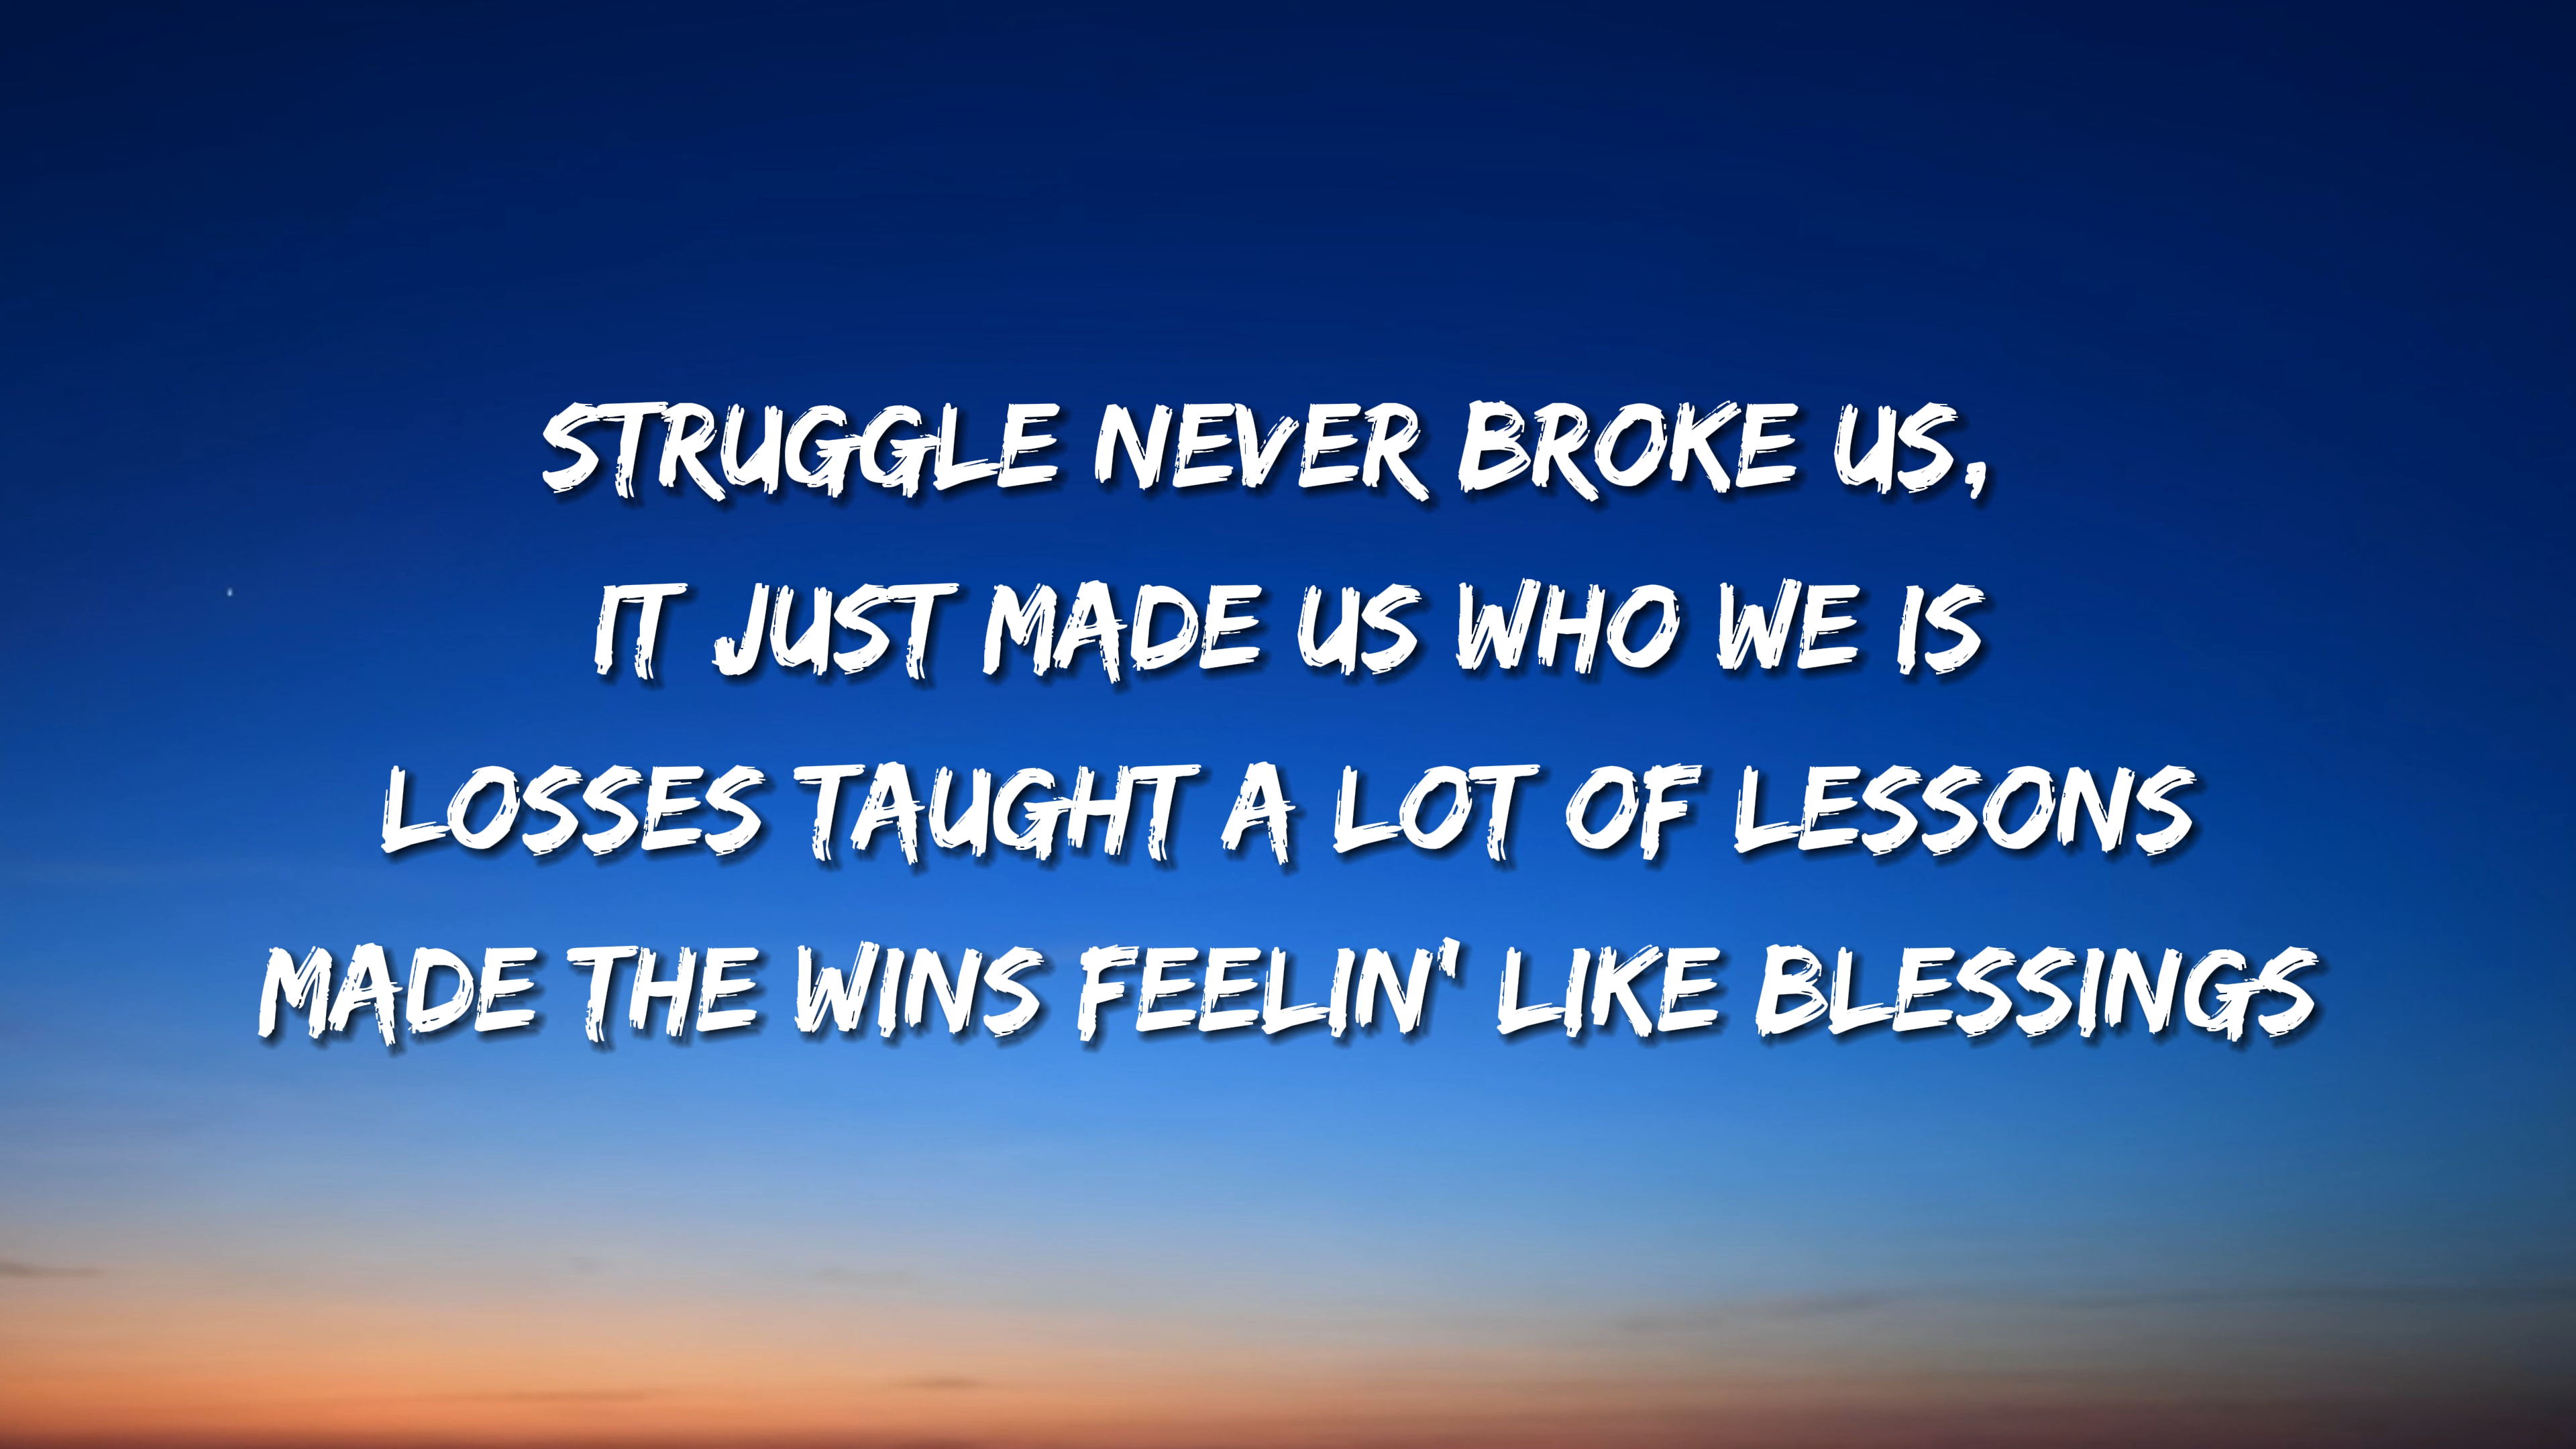 STRUGGLE NEVER BROKE US,
IT JUST MADE US WHO WE IS
LOSSES TAUGHT A LOT OF LESSONS
MADE THE WINS FEELIN' LIKE BLESSINGS